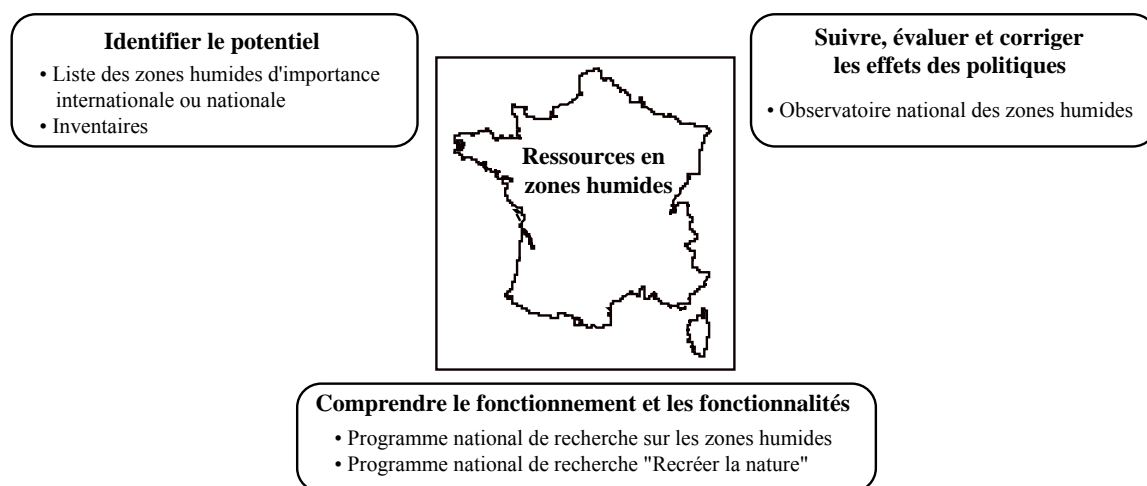 Identifier le potentiel
• Liste des zones humides d'importance
internationale ou nationale
• Inventaires
Suivre, évaluer et corriger
les effets des politiques
• Observatoire national des zones humides
Ressources en
zones humides
Comprendre le fonctionnement et les fonctionnalités
• Programme national de recherche sur les zones humides
• Programme national de recherche "Recréer la nature"